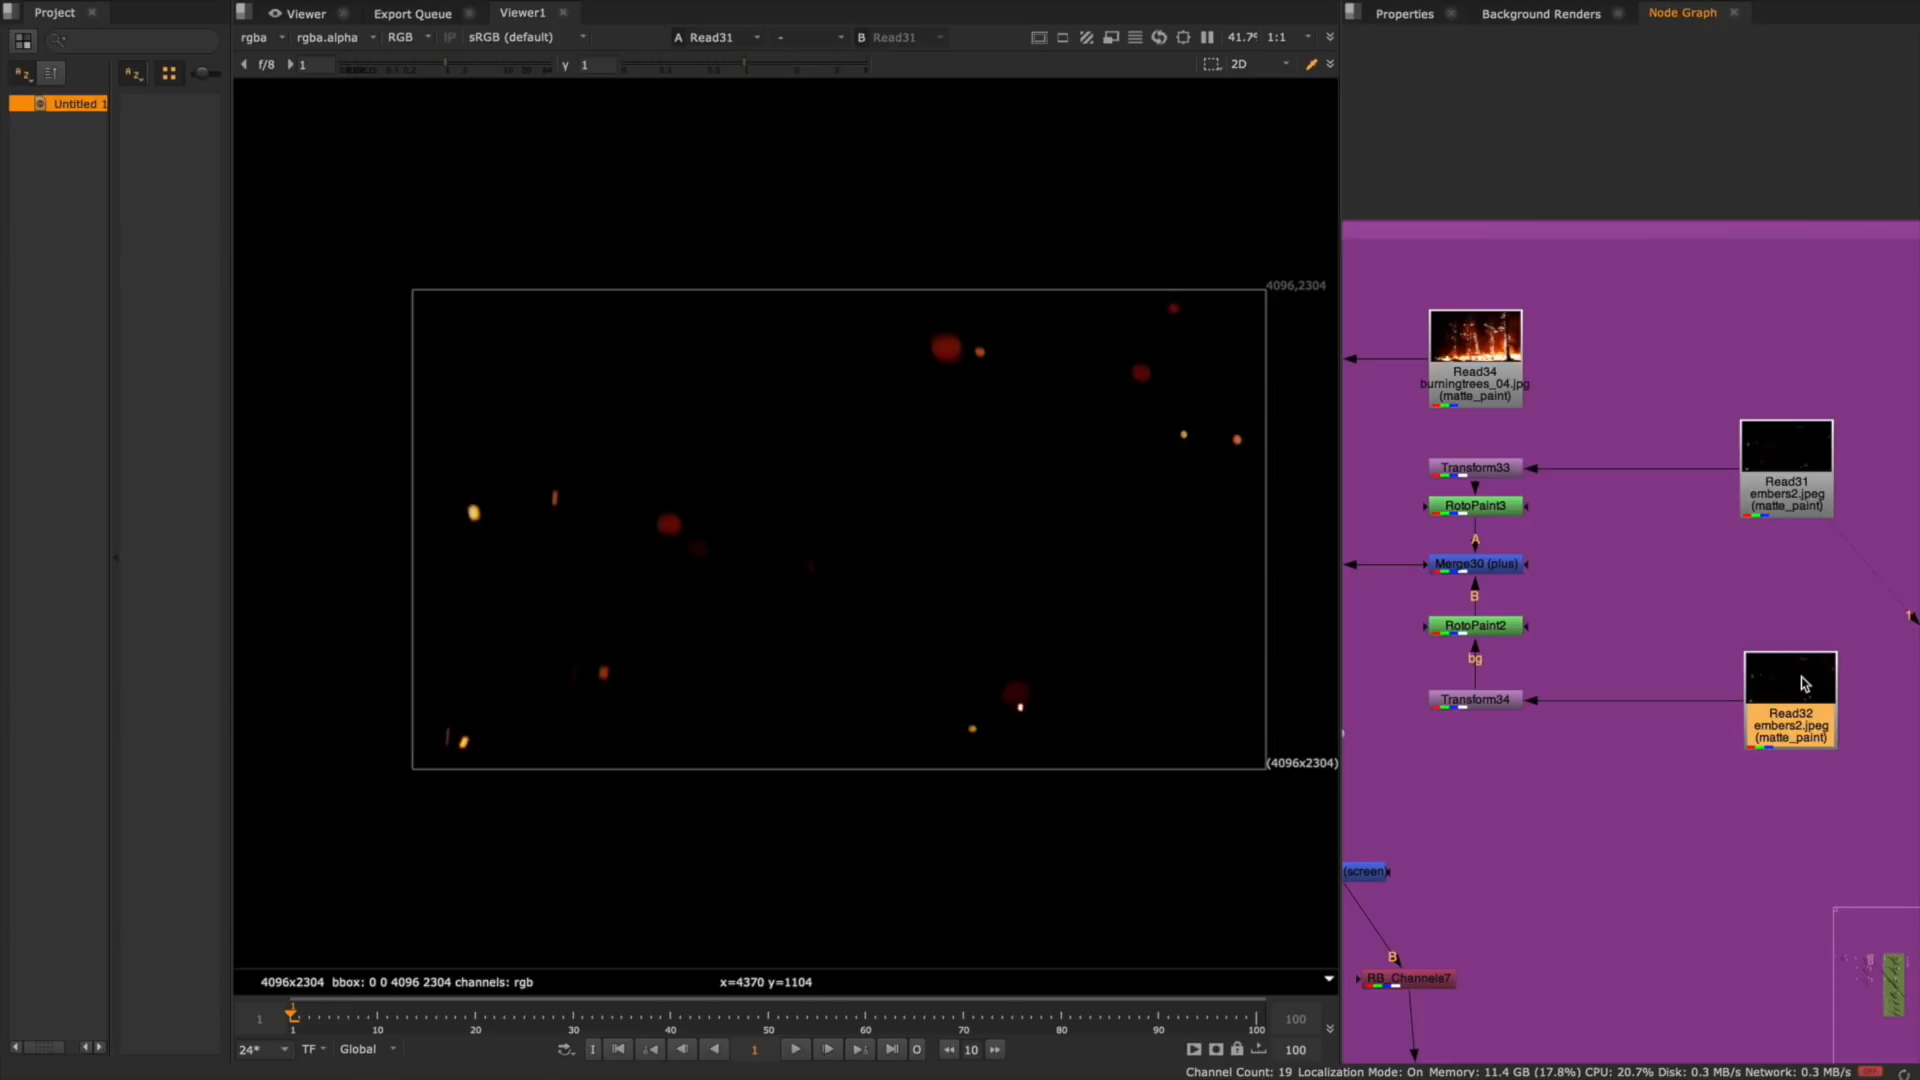 Project
Viewer
Export Queue
Viewer1
Properties
Background Renders
Node Graph
rgba
rgba.alpha
RGB
IP
sRGB (default)
A Read31
-
B Read31
1:1
f/8
1
Y
1
2D
Untitled 1
4096,2304
(4096x2304)
Read34
burningtrees_04.jpg
(matte_paint)
Transform33
RotoPaint3
A
Merge30 (plus)
B
RotoPaint2
bg
Transform34
Read31
embers2.jpeg
(matte_paint)
Read32
embers2.jpeg
(matte_paint)
(screen)
B
RB_Channels7
4096x2304 bbox: 0 0 4096 2304 channels: rgb
x=4370 y=1104
1
1
1 10 20 30 40 50 60 70 80 90 100
100
24*
TF
Global
I
1
O
10
100
Channel Count: 19 Localization Mode: On Memory: 11.4 GB (17.8%) CPU: 20.7% Disk: 0.3 MB/s Network: 0.3 MB/s